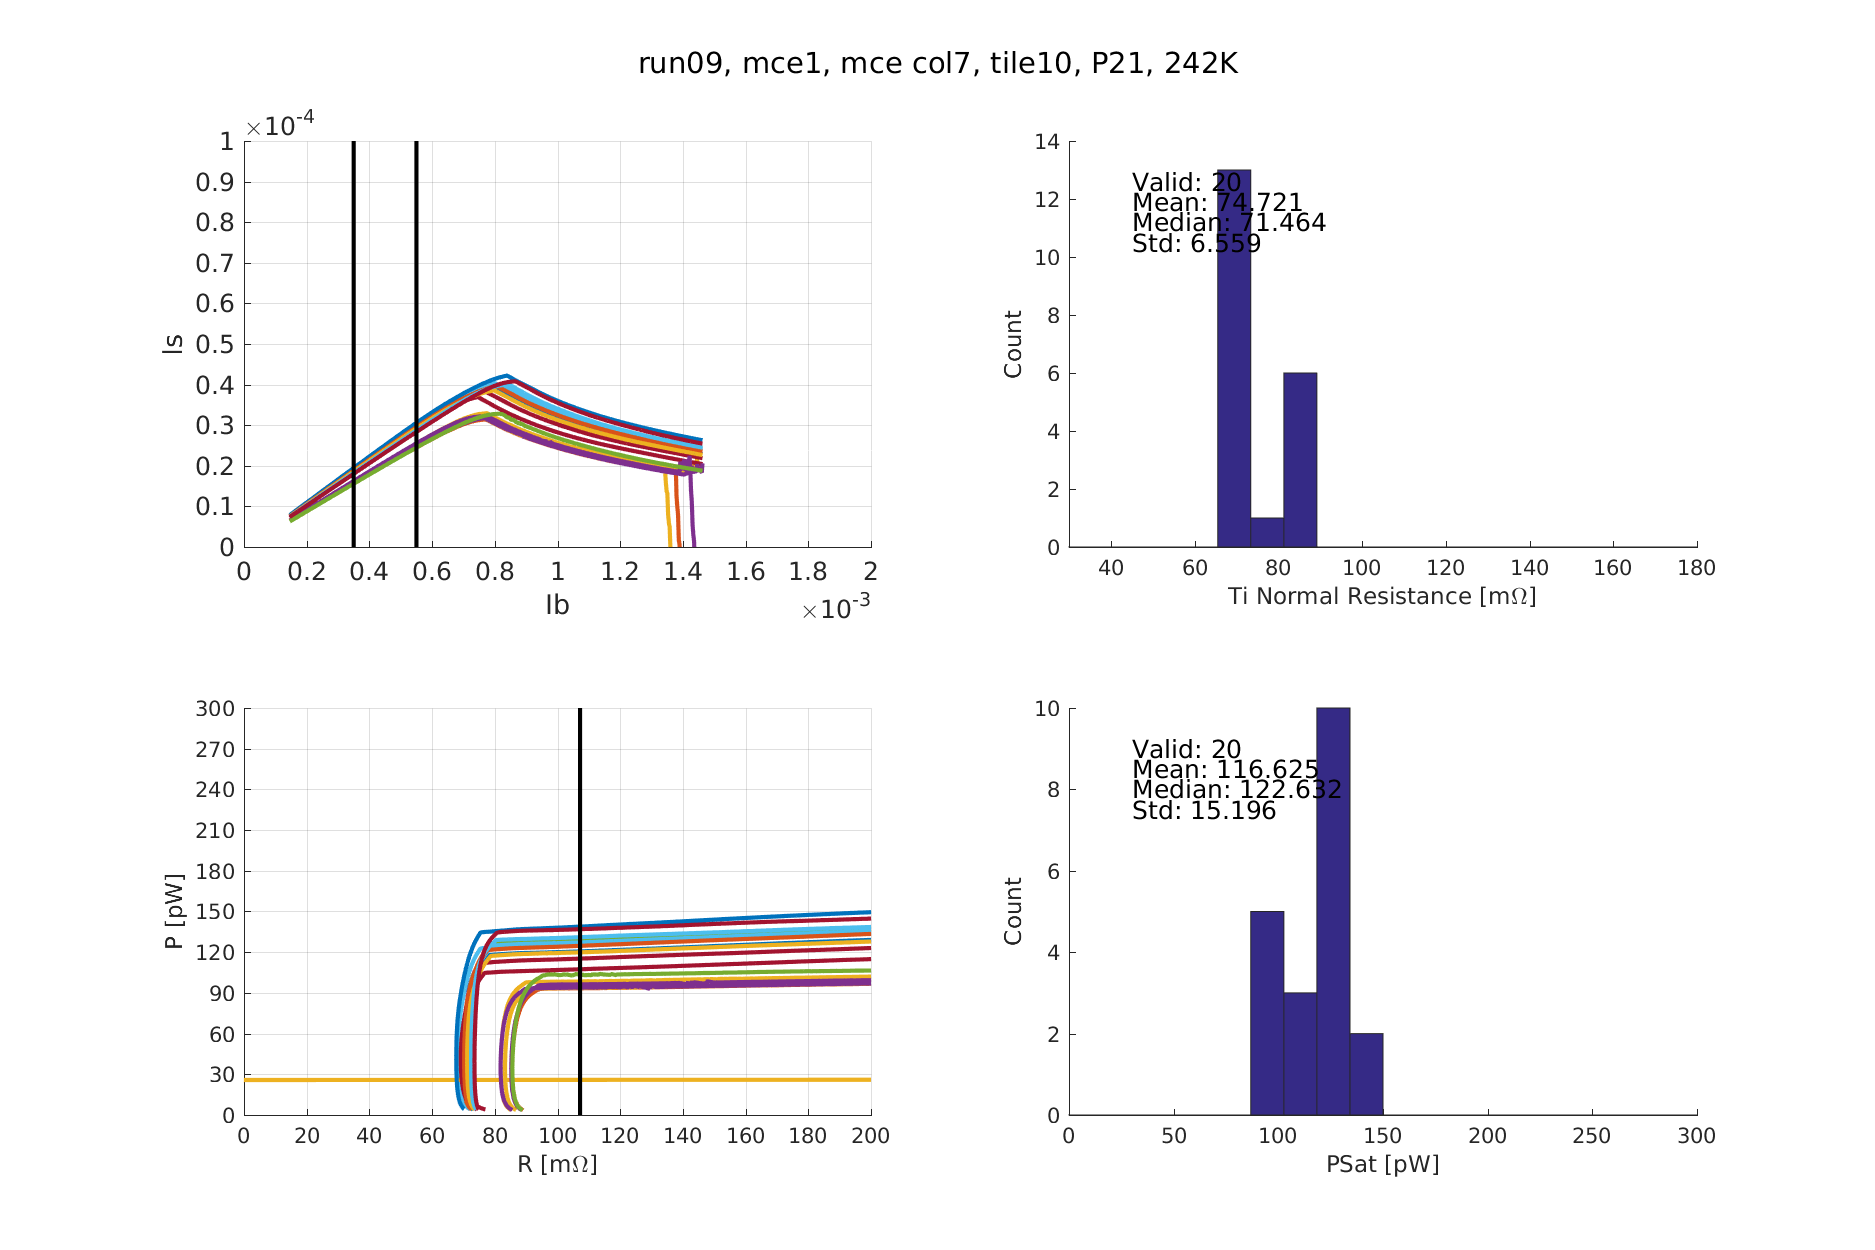 run09, mce1, mce col7, tile10, P21, 242K
×10-4
1
0.9
0.8
0.7
0.6
0.5
0.4
0.3
0.2
0.1
0
Is
0 0.2 0.4 0.6 0.8 1 1.2 1.4 1.6 1.8 2
Ib
×10-3
14
12
10
8
6
4
2
0
Count
Valid: 20
Mean: 74.721
Median: 71.464
Std: 6.559
40 60 80 100 120 140 160 180
Ti Normal Resistance [mΩ]
300
270
240
210
180
150
120
90
60
30
0
P [pW]
0 20 40 60 80 100 120 140 160 180 200
R [mΩ]
10
8
6
4
2
0
Count
Valid: 20
Mean: 116.625
Median: 122.632
Std: 15.196
0 50 100 150 200 250 300
PSat [pW]